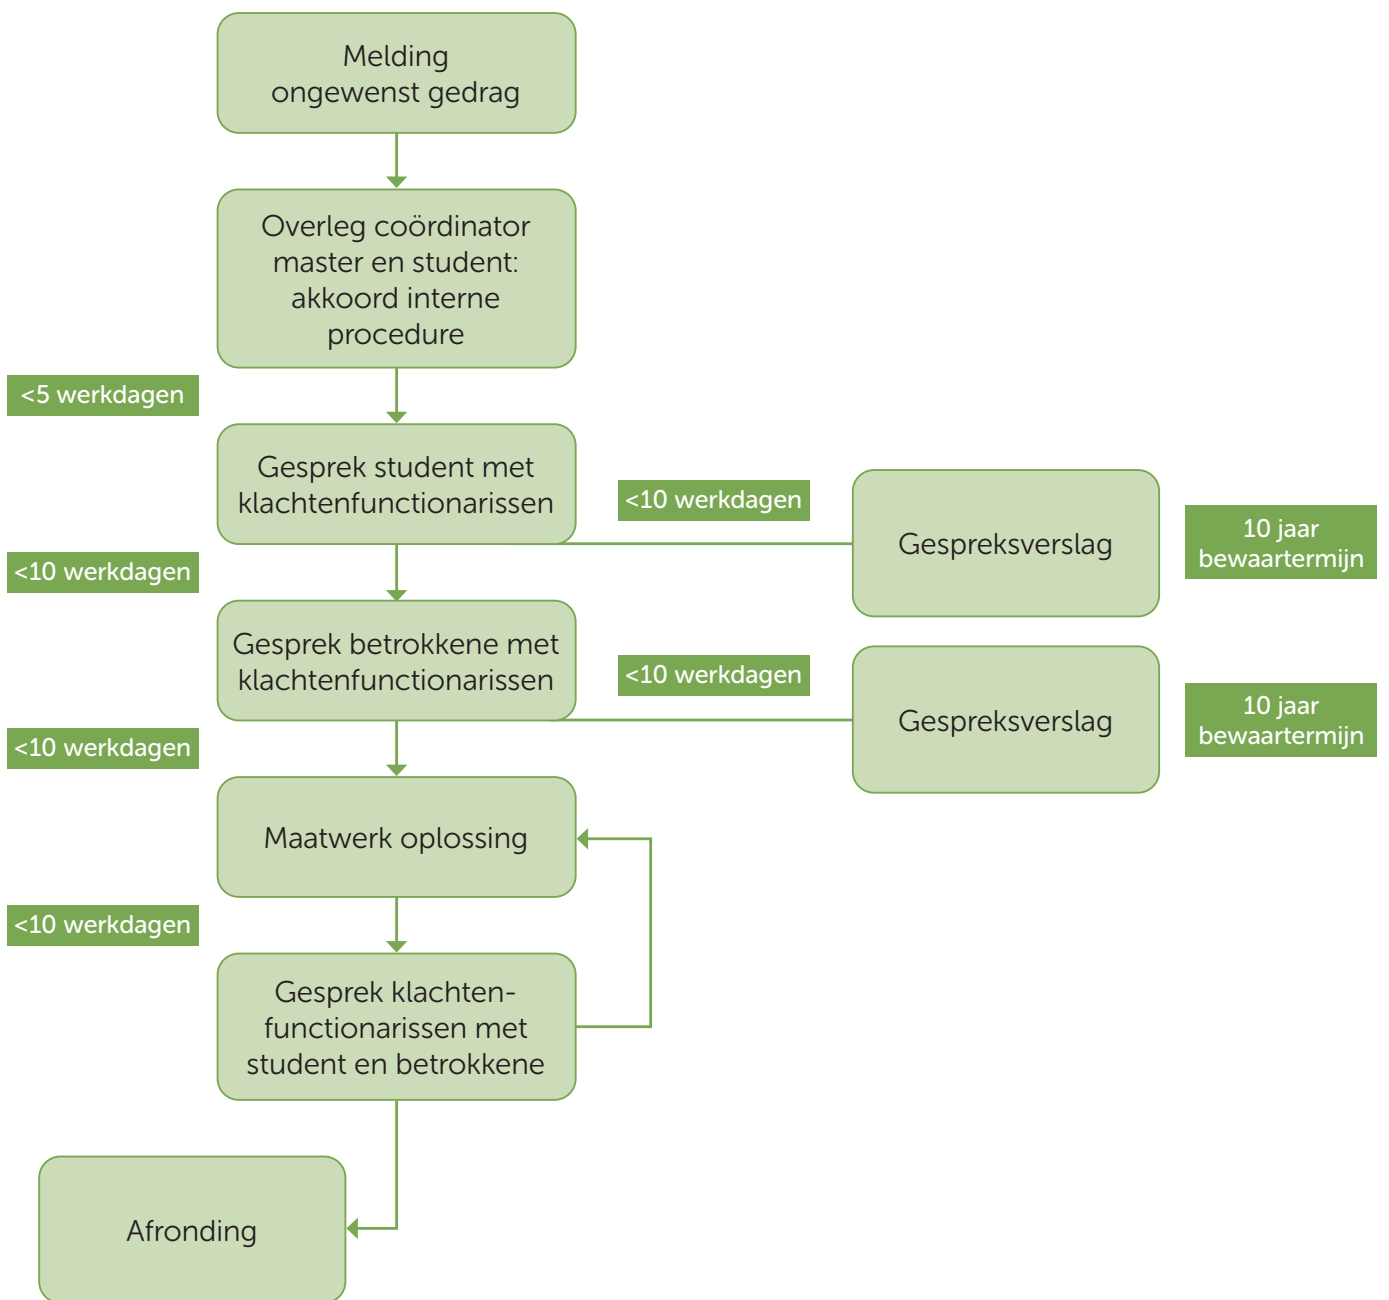 Melding
ongewenst gedrag
Overleg coördinator
master en student:
akkoord interne
procedure
<5 werkdagen
Gesprek student met
klachtenfunctionarissen
<10 werkdagen
Gespreksverslag
10 jaar
bewaartermijn
<10 werkdagen
Gesprek betrokkene met
klachtenfunctionarissen
<10 werkdagen
Gespreksverslag
10 jaar
bewaartermijn
<10 werkdagen
Maatwerk oplossing
<10 werkdagen
Gesprek klachten-
functionarissen met
student en betrokkene
Afronding